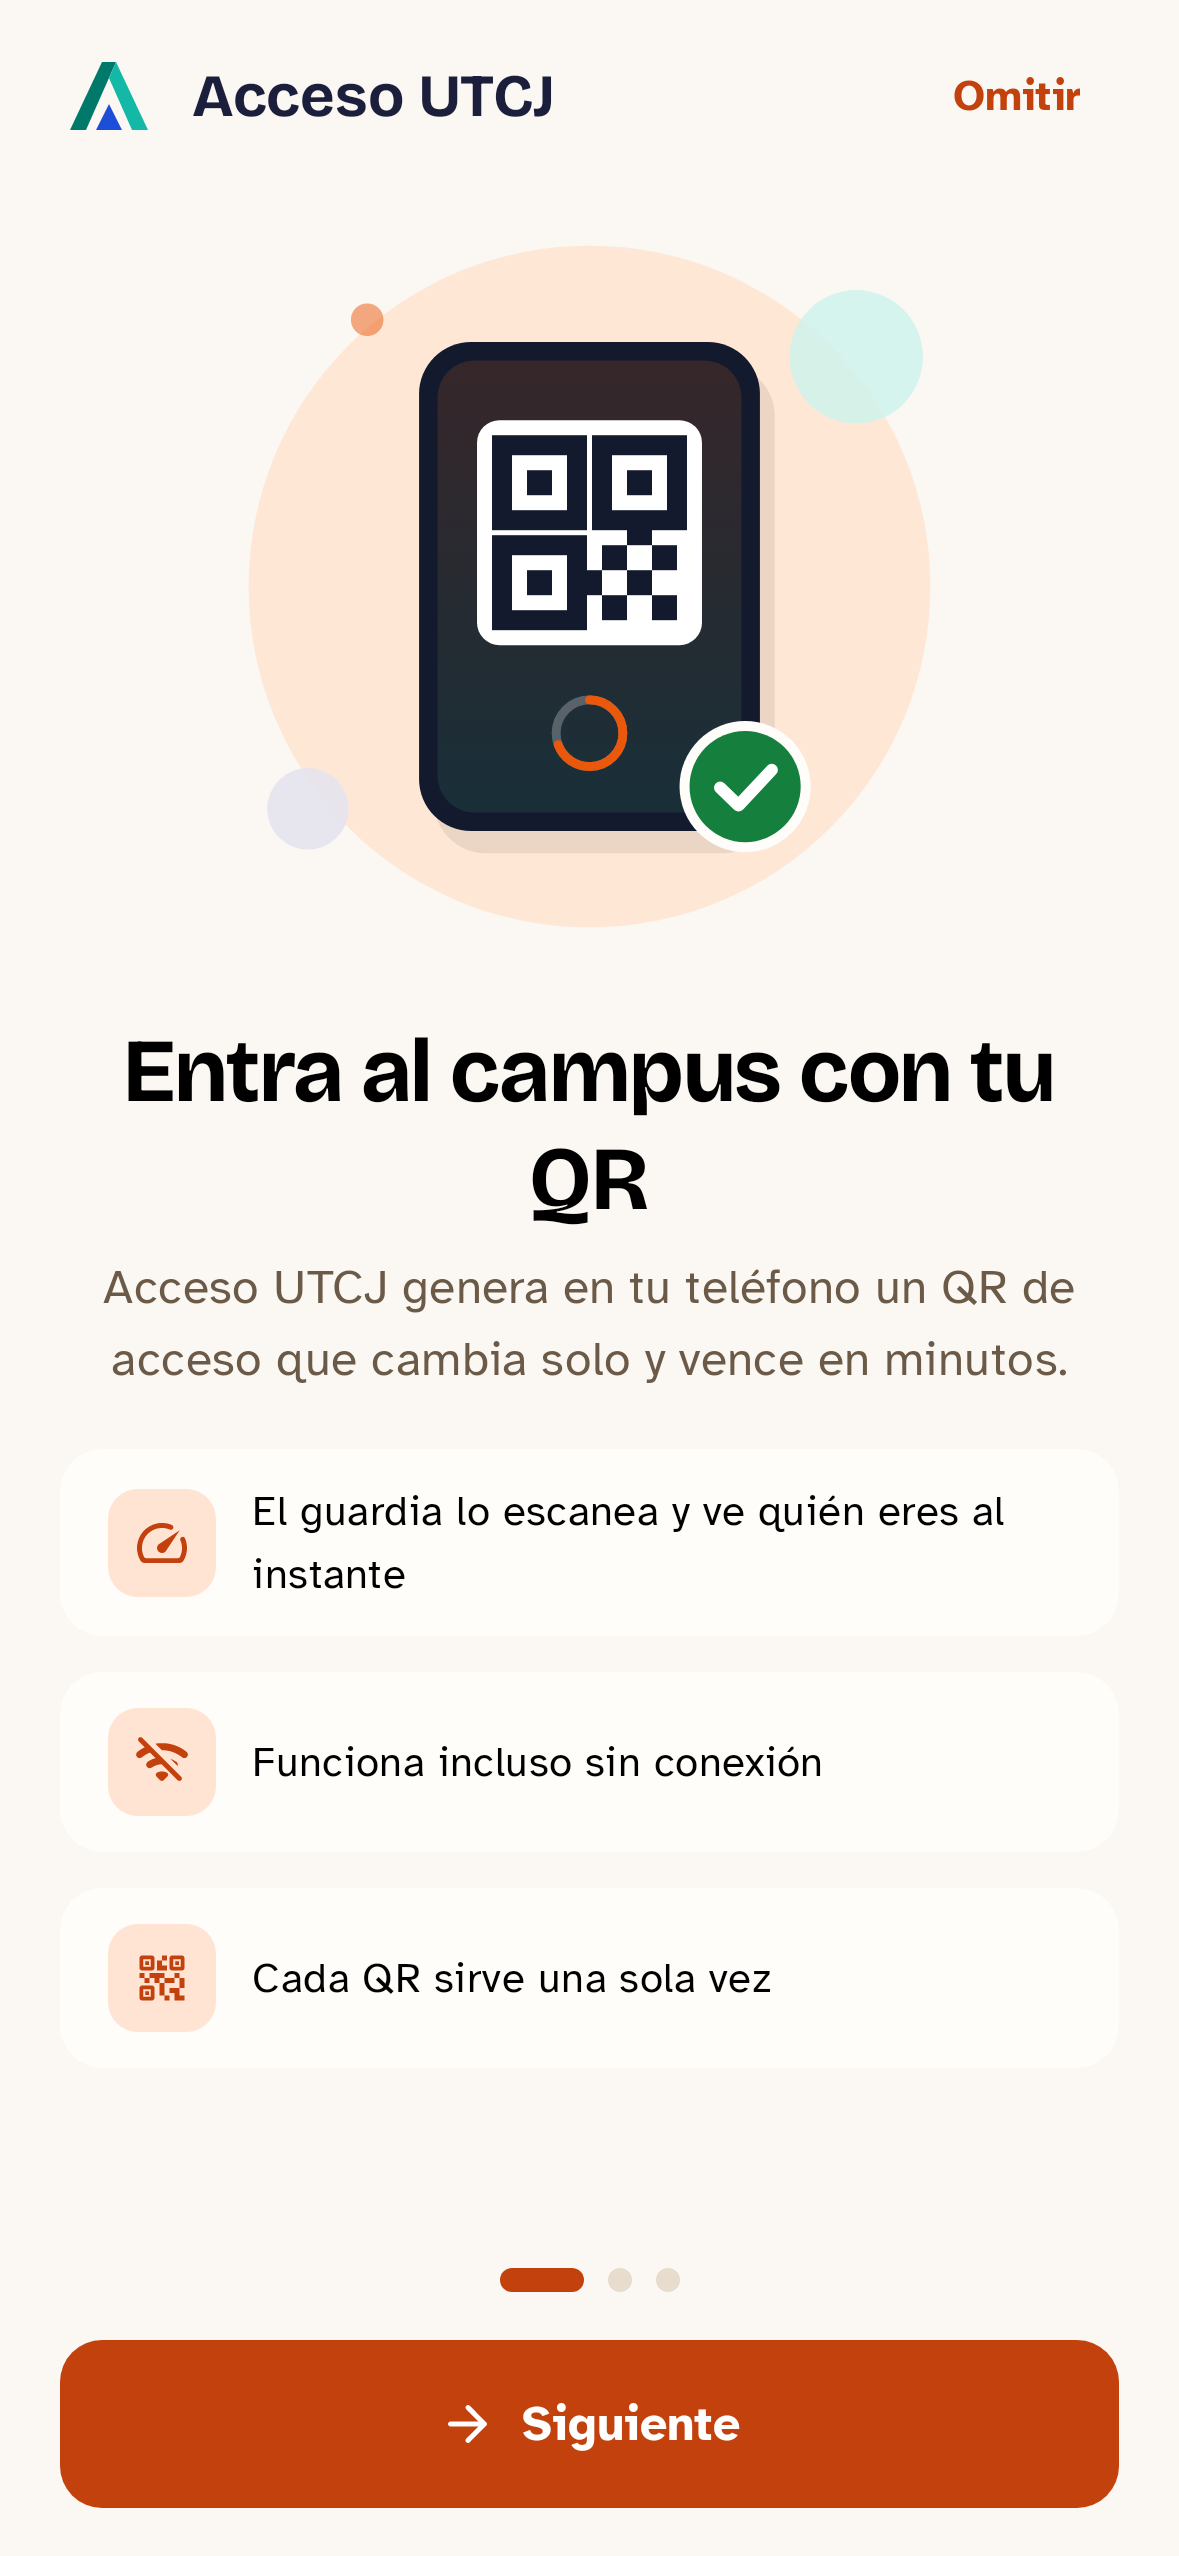 Acceso UTCJ
Omitir
Entra al campus con tu
QR
Acceso UTCJ genera en tu teléfono un QR de
acceso que cambia solo y vence en minutos.
El guardia lo escanea y ve quién eres al
instante
Funciona incluso sin conexión
Cada QR sirve una sola vez
Siguiente